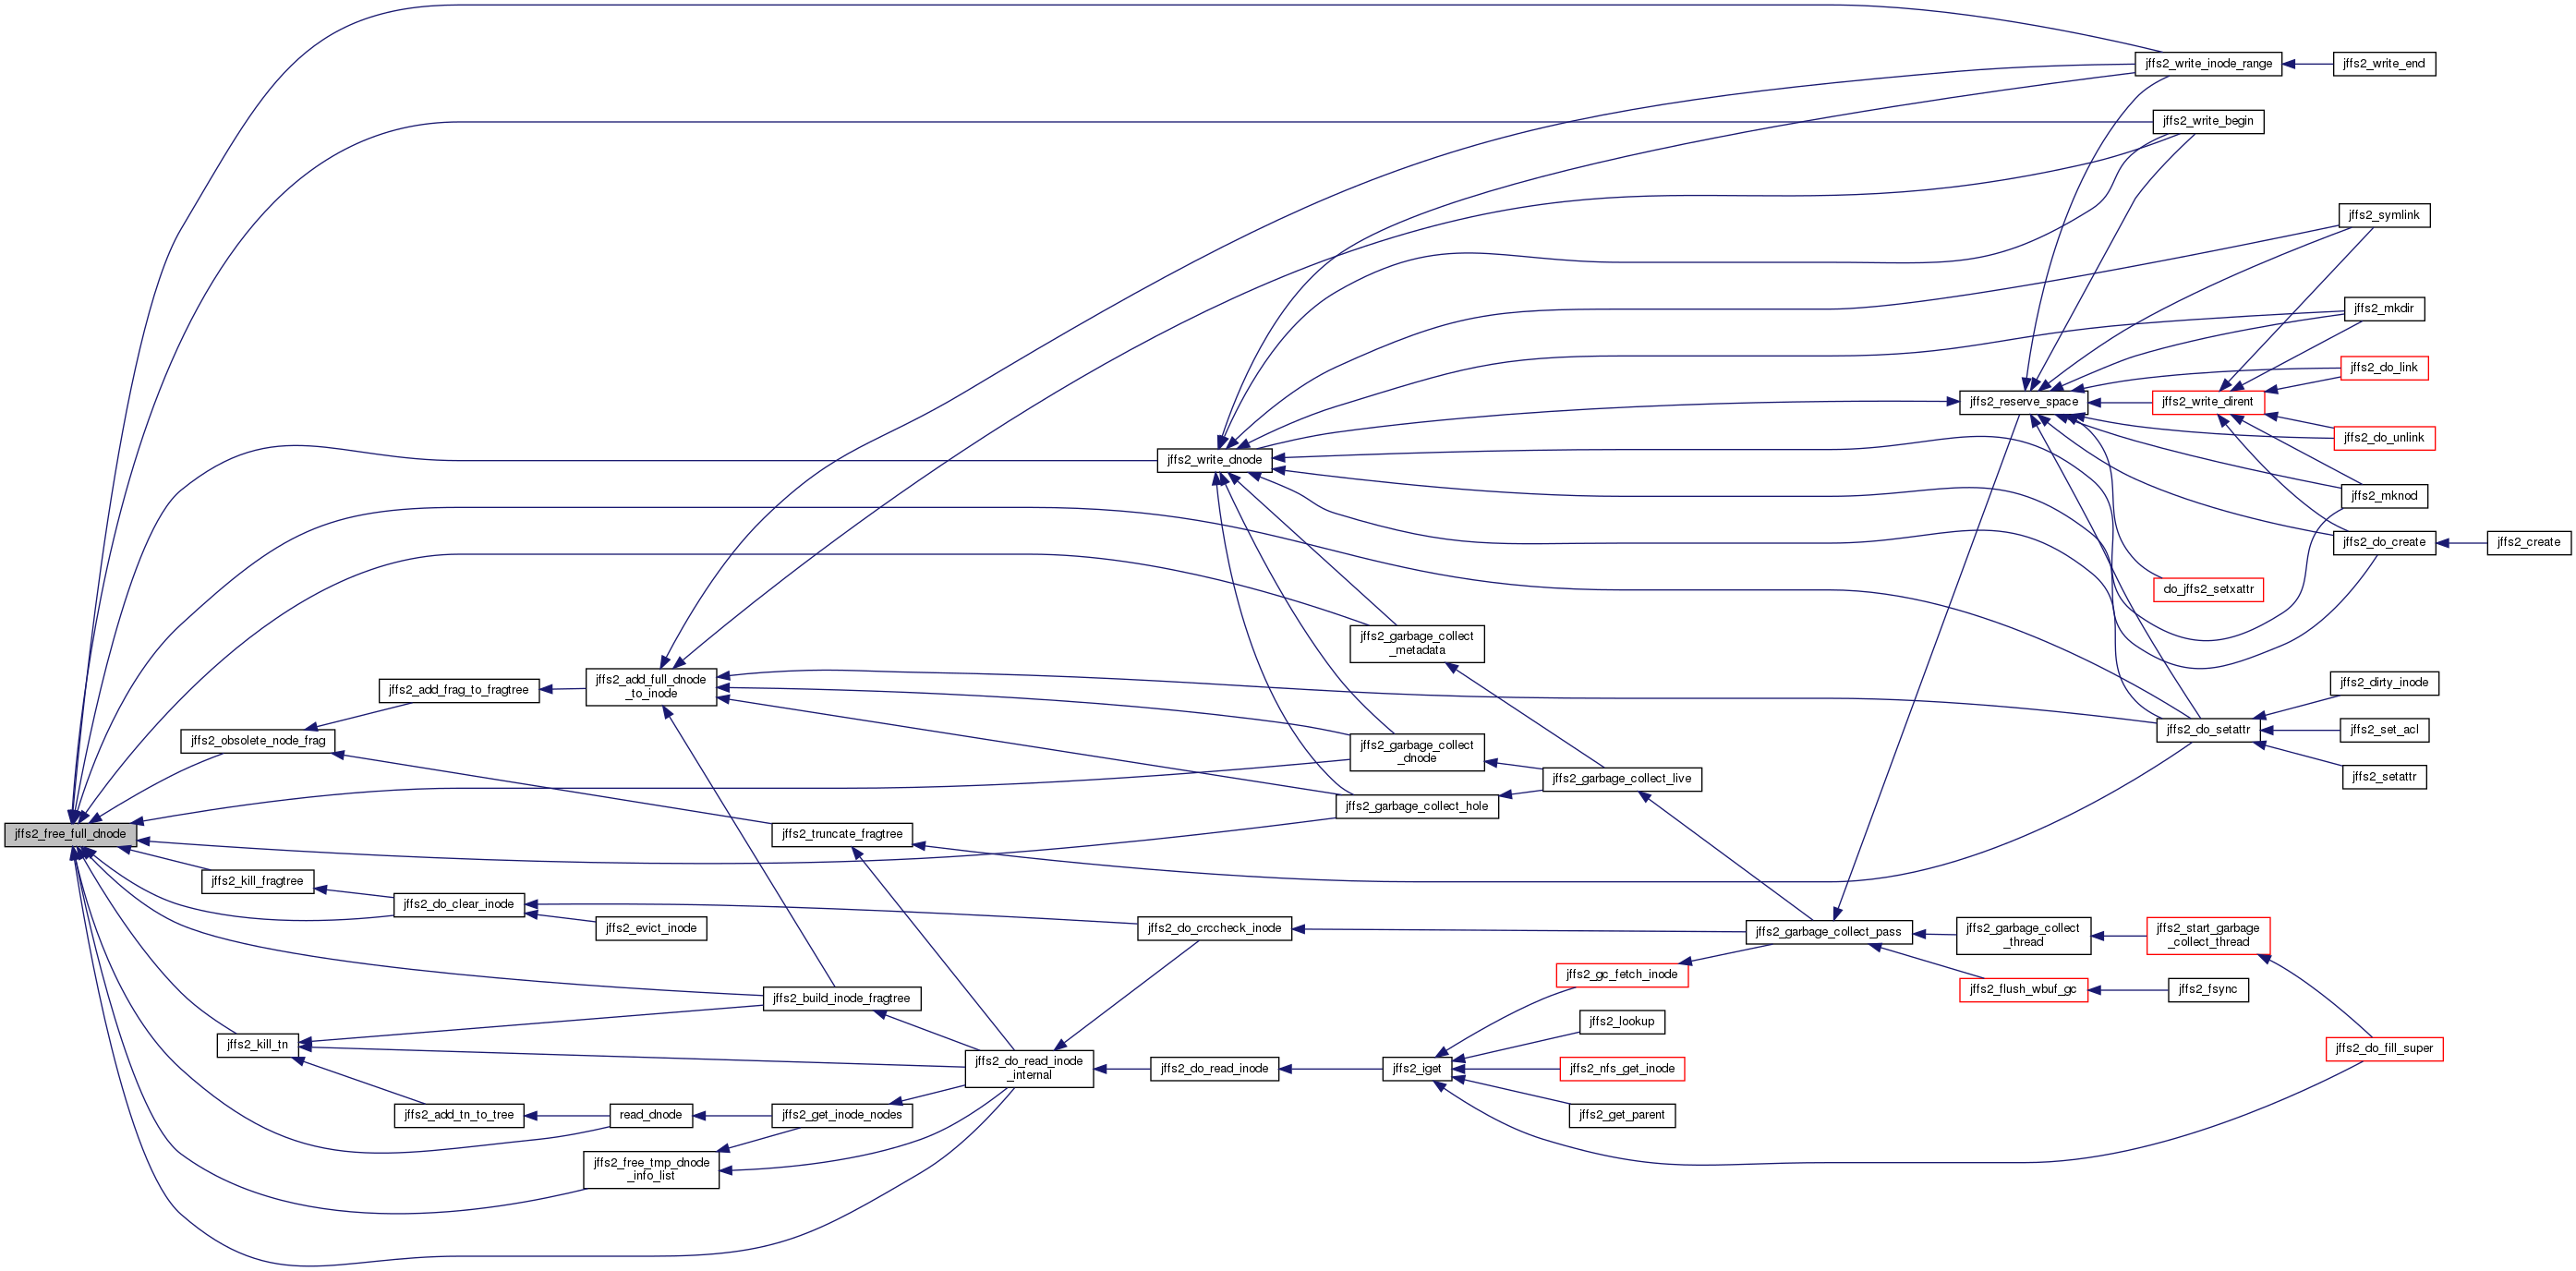 jffs2_write_inode_range
jffs2_write_end
jffs2_write_begin
jffs2_symlink
jffs2_mkdir
jffs2_do_link
jffs2_reserve_space
jffs2_write_dirent
jffs2_do_unlink
jffs2_write_dnode
jffs2_mknod
jffs2_do_create
jffs2_create
do_jffs2_setxattr
jffs2_garbage_collect
_metadata
jffs2_add_full_dnode
_to_inode
jffs2_add_frag_to_fragtree
jffs2_dirty_inode
jffs2_obsolete_node_frag
jffs2_do_setattr
jffs2_set_acl
jffs2_garbage_collect
_dnode
jffs2_garbage_collect_live
jffs2_setattr
jffs2_garbage_collect_hole
jffs2_free_full_dnode
jffs2_truncate_fragtree
jffs2_kill_fragtree
jffs2_do_clear_inode
jffs2_evict_inode
jffs2_do_crccheck_inode
jffs2_garbage_collect_pass
jffs2_garbage_collect
_thread
jffs2_start_garbage
_collect_thread
jffs2_gc_fetch_inode
jffs2_flush_wbuf_gc
jffs2_fsync
jffs2_build_inode_fragtree
jffs2_lookup
jffs2_kill_tn
jffs2_do_fill_super
jffs2_do_read_inode
_internal
jffs2_do_read_inode
jffs2_iget
jffs2_nfs_get_inode
jffs2_add_tn_to_tree
read_dnode
jffs2_get_inode_nodes
jffs2_get_parent
jffs2_free_tmp_dnode
_info_list